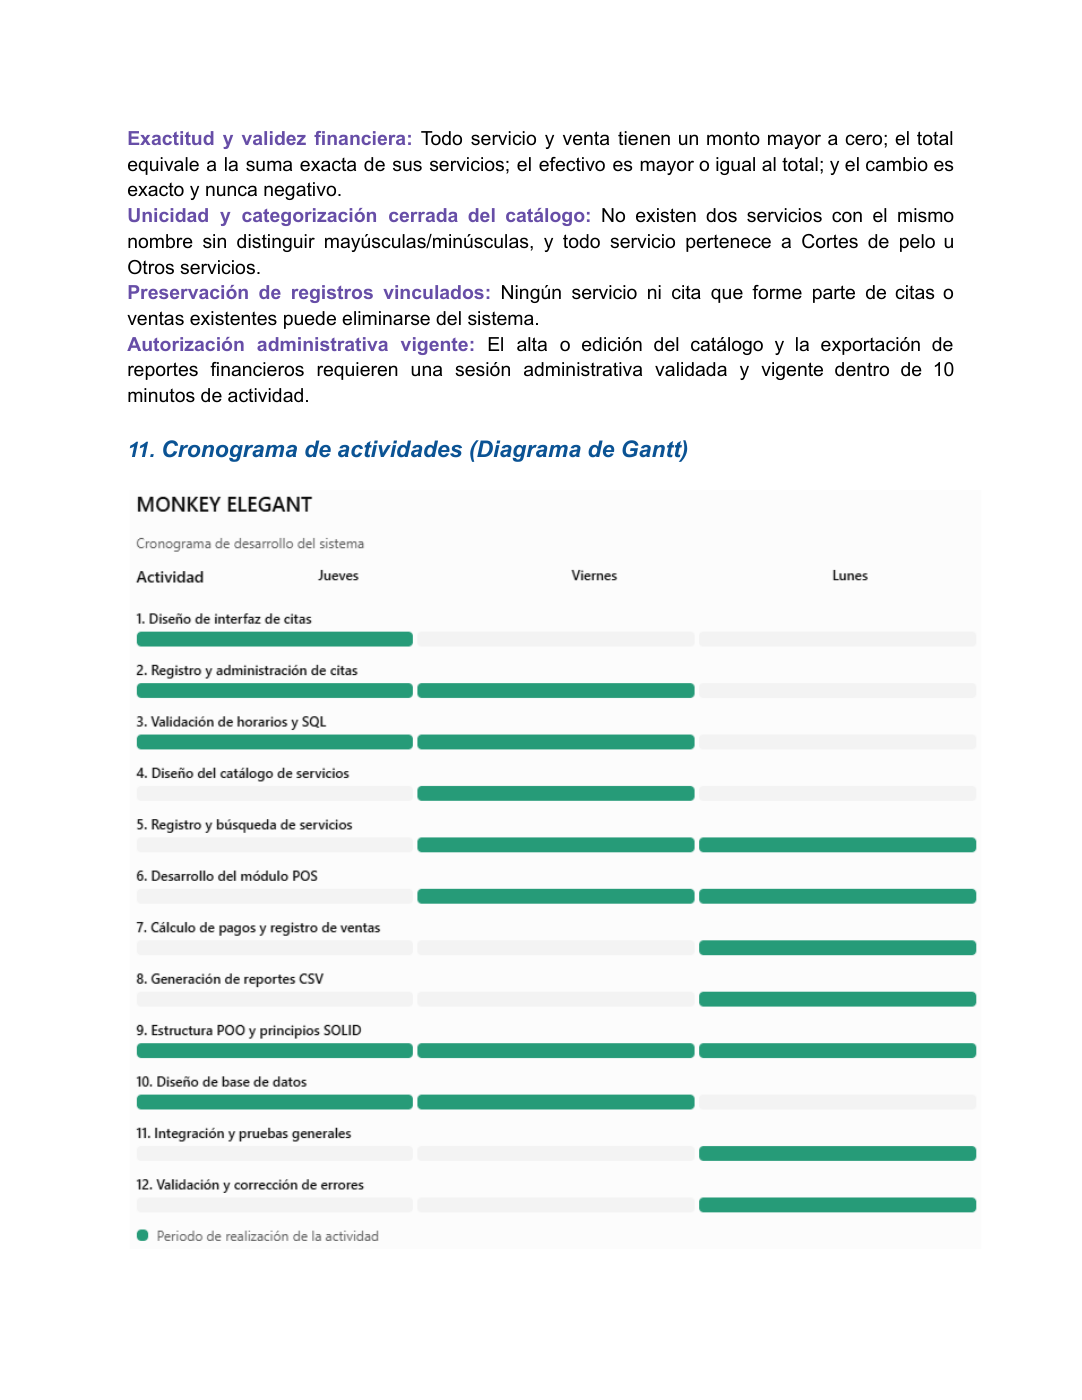 Exactitud y validez financiera: Todo servicio y venta tienen un monto mayor a cero; el total
equivale a la suma exacta de sus servicios; el efectivo es mayor o igual al total; y el cambio es
exacto y nunca negativo.
Unicidad y categorización cerrada del catálogo: No existen dos servicios con el mismo
nombre sin distinguir mayúsculas/minúsculas, y todo servicio pertenece a Cortes de pelo u
Otros servicios.
Preservación de registros vinculados: Ningún servicio ni cita que forme parte de citas o
ventas existentes puede eliminarse del sistema.
Autorización administrativa vigente: El alta o edición del catálogo y la exportación de
reportes financieros requieren una sesión administrativa validada y vigente dentro de 10
minutos de actividad.
11. Cronograma de actividades (Diagrama de Gantt)
MONKEY ELEGANT
Cronograma de desarrollo del sistema
Actividad Jueves Viernes Lunes
1. Diseño de interfaz de citas
2. Registro y administración de citas
3. Validación de horarios y SQL
4. Diseño del catálogo de servicios
5. Registro y búsqueda de servicios
6. Desarrollo del módulo POS
7. Cálculo de pagos y registro de ventas
8. Generación de reportes CSV
9. Estructura POO y principios SOLID
10. Diseño de base de datos
11. Integración y pruebas generales
12. Validación y corrección de errores
Periodo de realización de la actividad